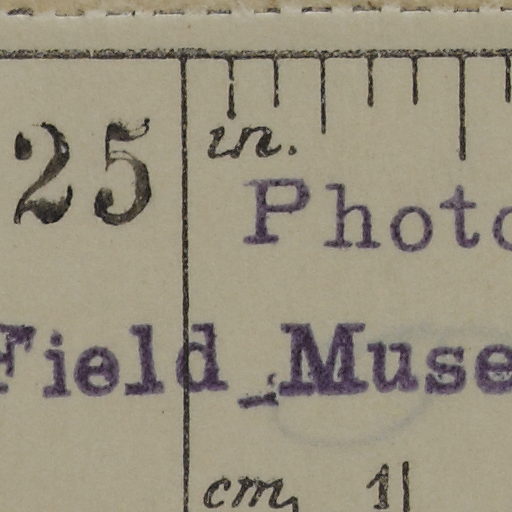 25 in.
Photo
Field Muse
cm, 1